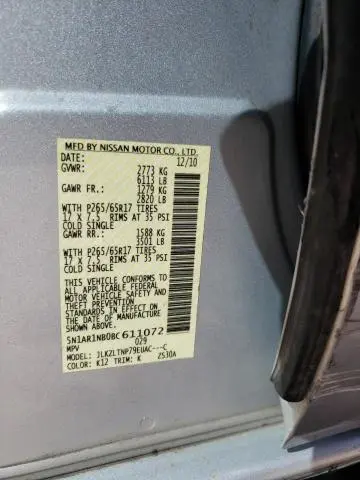 MFD BY NISSAN MOTOR CO., LTD.
DATE: 12/10
GVWR: 2773 KG
6113 LB
GAWR FR: 1279 KG
2820 LB
WITH P265/65R17 TIRES
17 X 7.5 RIMS AT 35 PSI
COLD SINGLE
GAWR RR: 1588 KG
3501 LB
WITH P265/65R17 TIRES
17 X 7.5 RIMS AT 35 PSI
COLD SINGLE
THIS VEHICLE CONFORMS TO
ALL APPLICABLE FEDERAL
MOTOR VEHICLE SAFETY AND
THEFT PREVENTION
STANDARDS IN EFFECT ON
THE DATE OF MANUFACTURE
SHOWN ABOVE.
5N1AR1NB0BC611072
MPV 029
MODEL: JLKZLTNP79EUAC---C
COLOR: K12 TRIM: K ZS30A